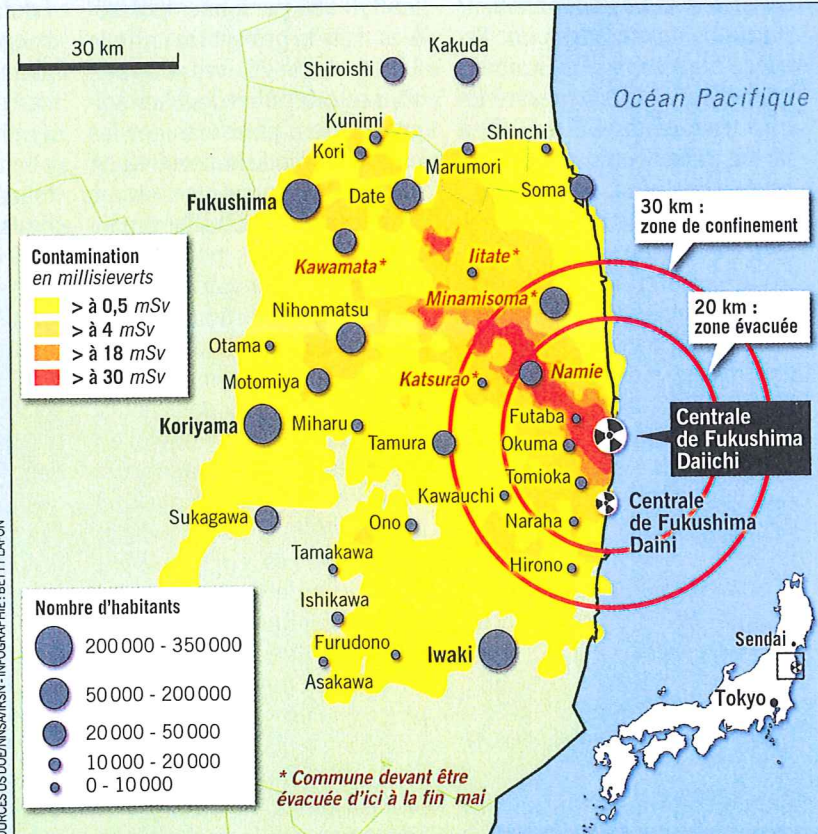 30 km
Shiroishi
Kakuda
Océan Pacifique
Kunimi
Kori
Marumori
Shinchi
Fukushima
Date
Soma
30 km :
zone de confinement
Contamination
en millisieverts
> à 0,5 mSv
> à 4 mSv
> à 18 mSv
> à 30 mSv
Kawamata*
Iitate*
Minamisoma*
20 km :
zone évacuée
Nihonmatsu
Otama
Motomiya
Katsurao*
Namie
Koriyama
Miharu
Tamura
Futaba
Okuma
Centrale
de Fukushima
Daiichi
Tomioka
Kawauchi
Centrale
de Fukushima
Daini
Sukagawa
Ono
Naraha
Tamakawa
Hirono
Ishikawa
Furudono
Asakawa
Iwaki
Nombre d'habitants
200 000 - 350 000
50 000 - 200 000
20 000 - 50 000
10 000 - 20 000
0 - 10 000
* Commune devant être
évacuée d'ici à la fin mai
Sendai
Tokyo